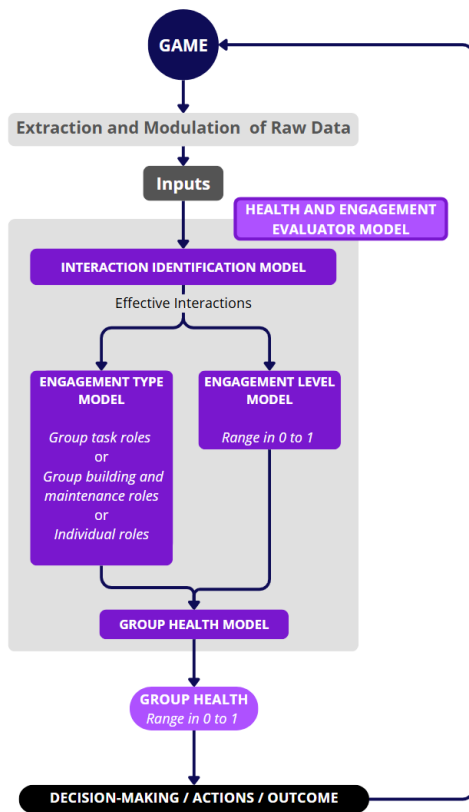 GAME
Extraction and Modulation of Raw Data
Inputs
HEALTH AND ENGAGEMENT
EVALUATOR MODEL
INTERACTION IDENTIFICATION MODEL
Effective Interactions
ENGAGEMENT TYPE
MODEL
Group task roles
or
Group building and
maintenance roles
or
Individual roles
ENGAGEMENT LEVEL
MODEL
Range in 0 to 1
GROUP HEALTH MODEL
GROUP HEALTH
Range in 0 to 1
DECISION-MAKING / ACTIONS / OUTCOME